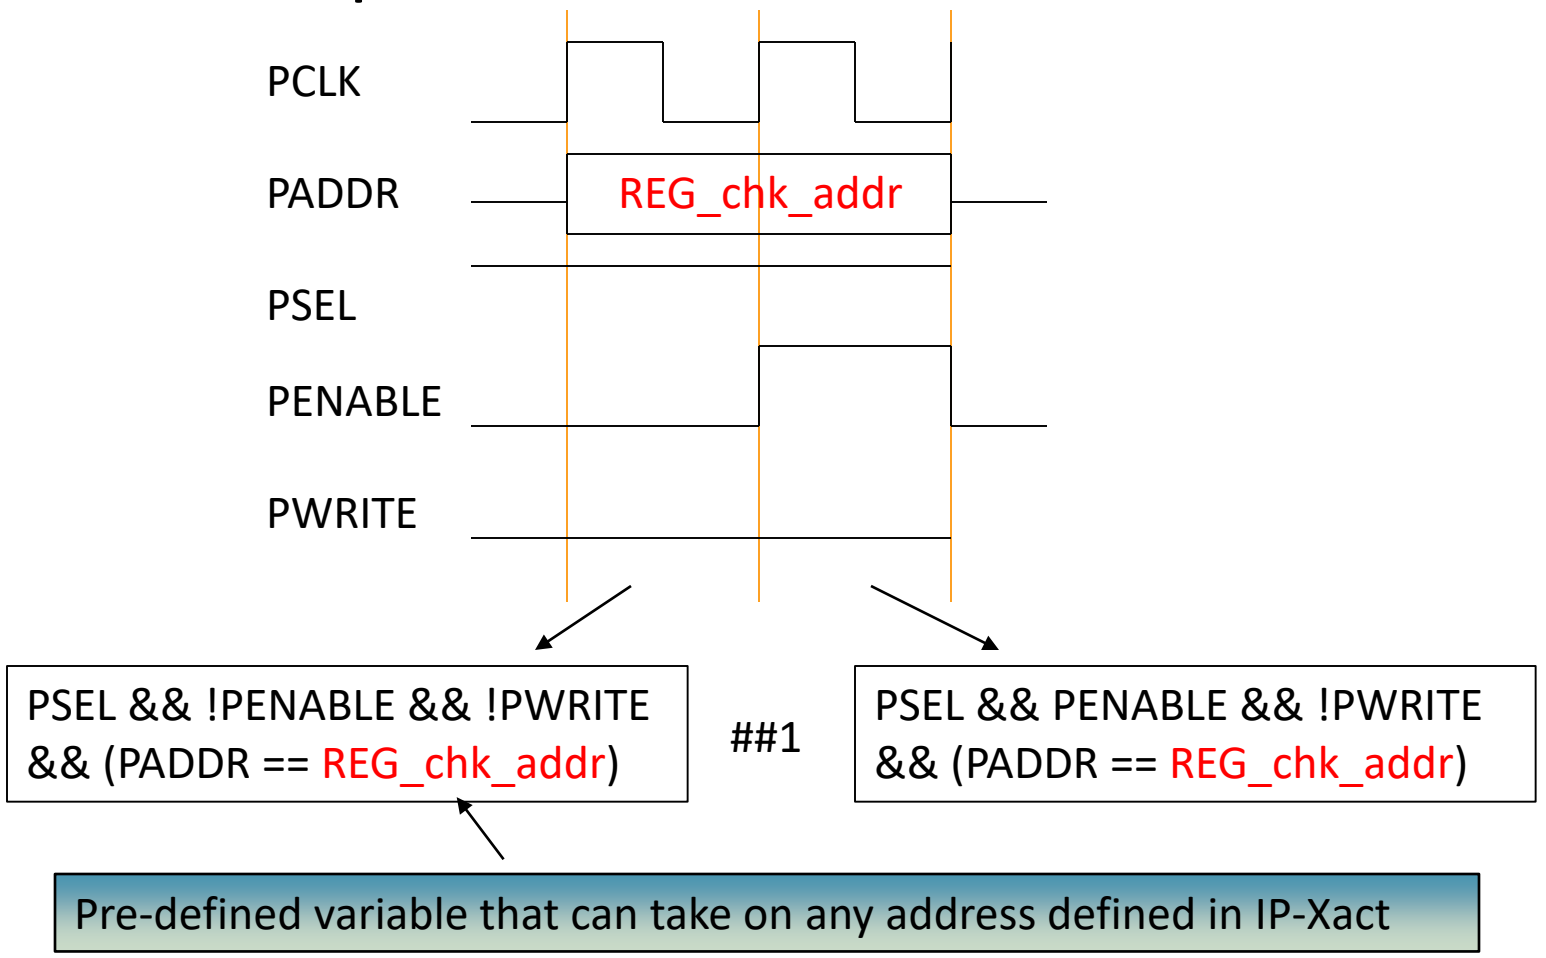 PCLK
PADDR
REG_chk_addr
PSEL
PENABLE
PWRITE
PSEL && !PENABLE && !PWRITE
&& (PADDR == REG_chk_addr)
##1
PSEL && PENABLE && !PWRITE
&& (PADDR == REG_chk_addr)
Pre-defined variable that can take on any address defined in IP-Xact